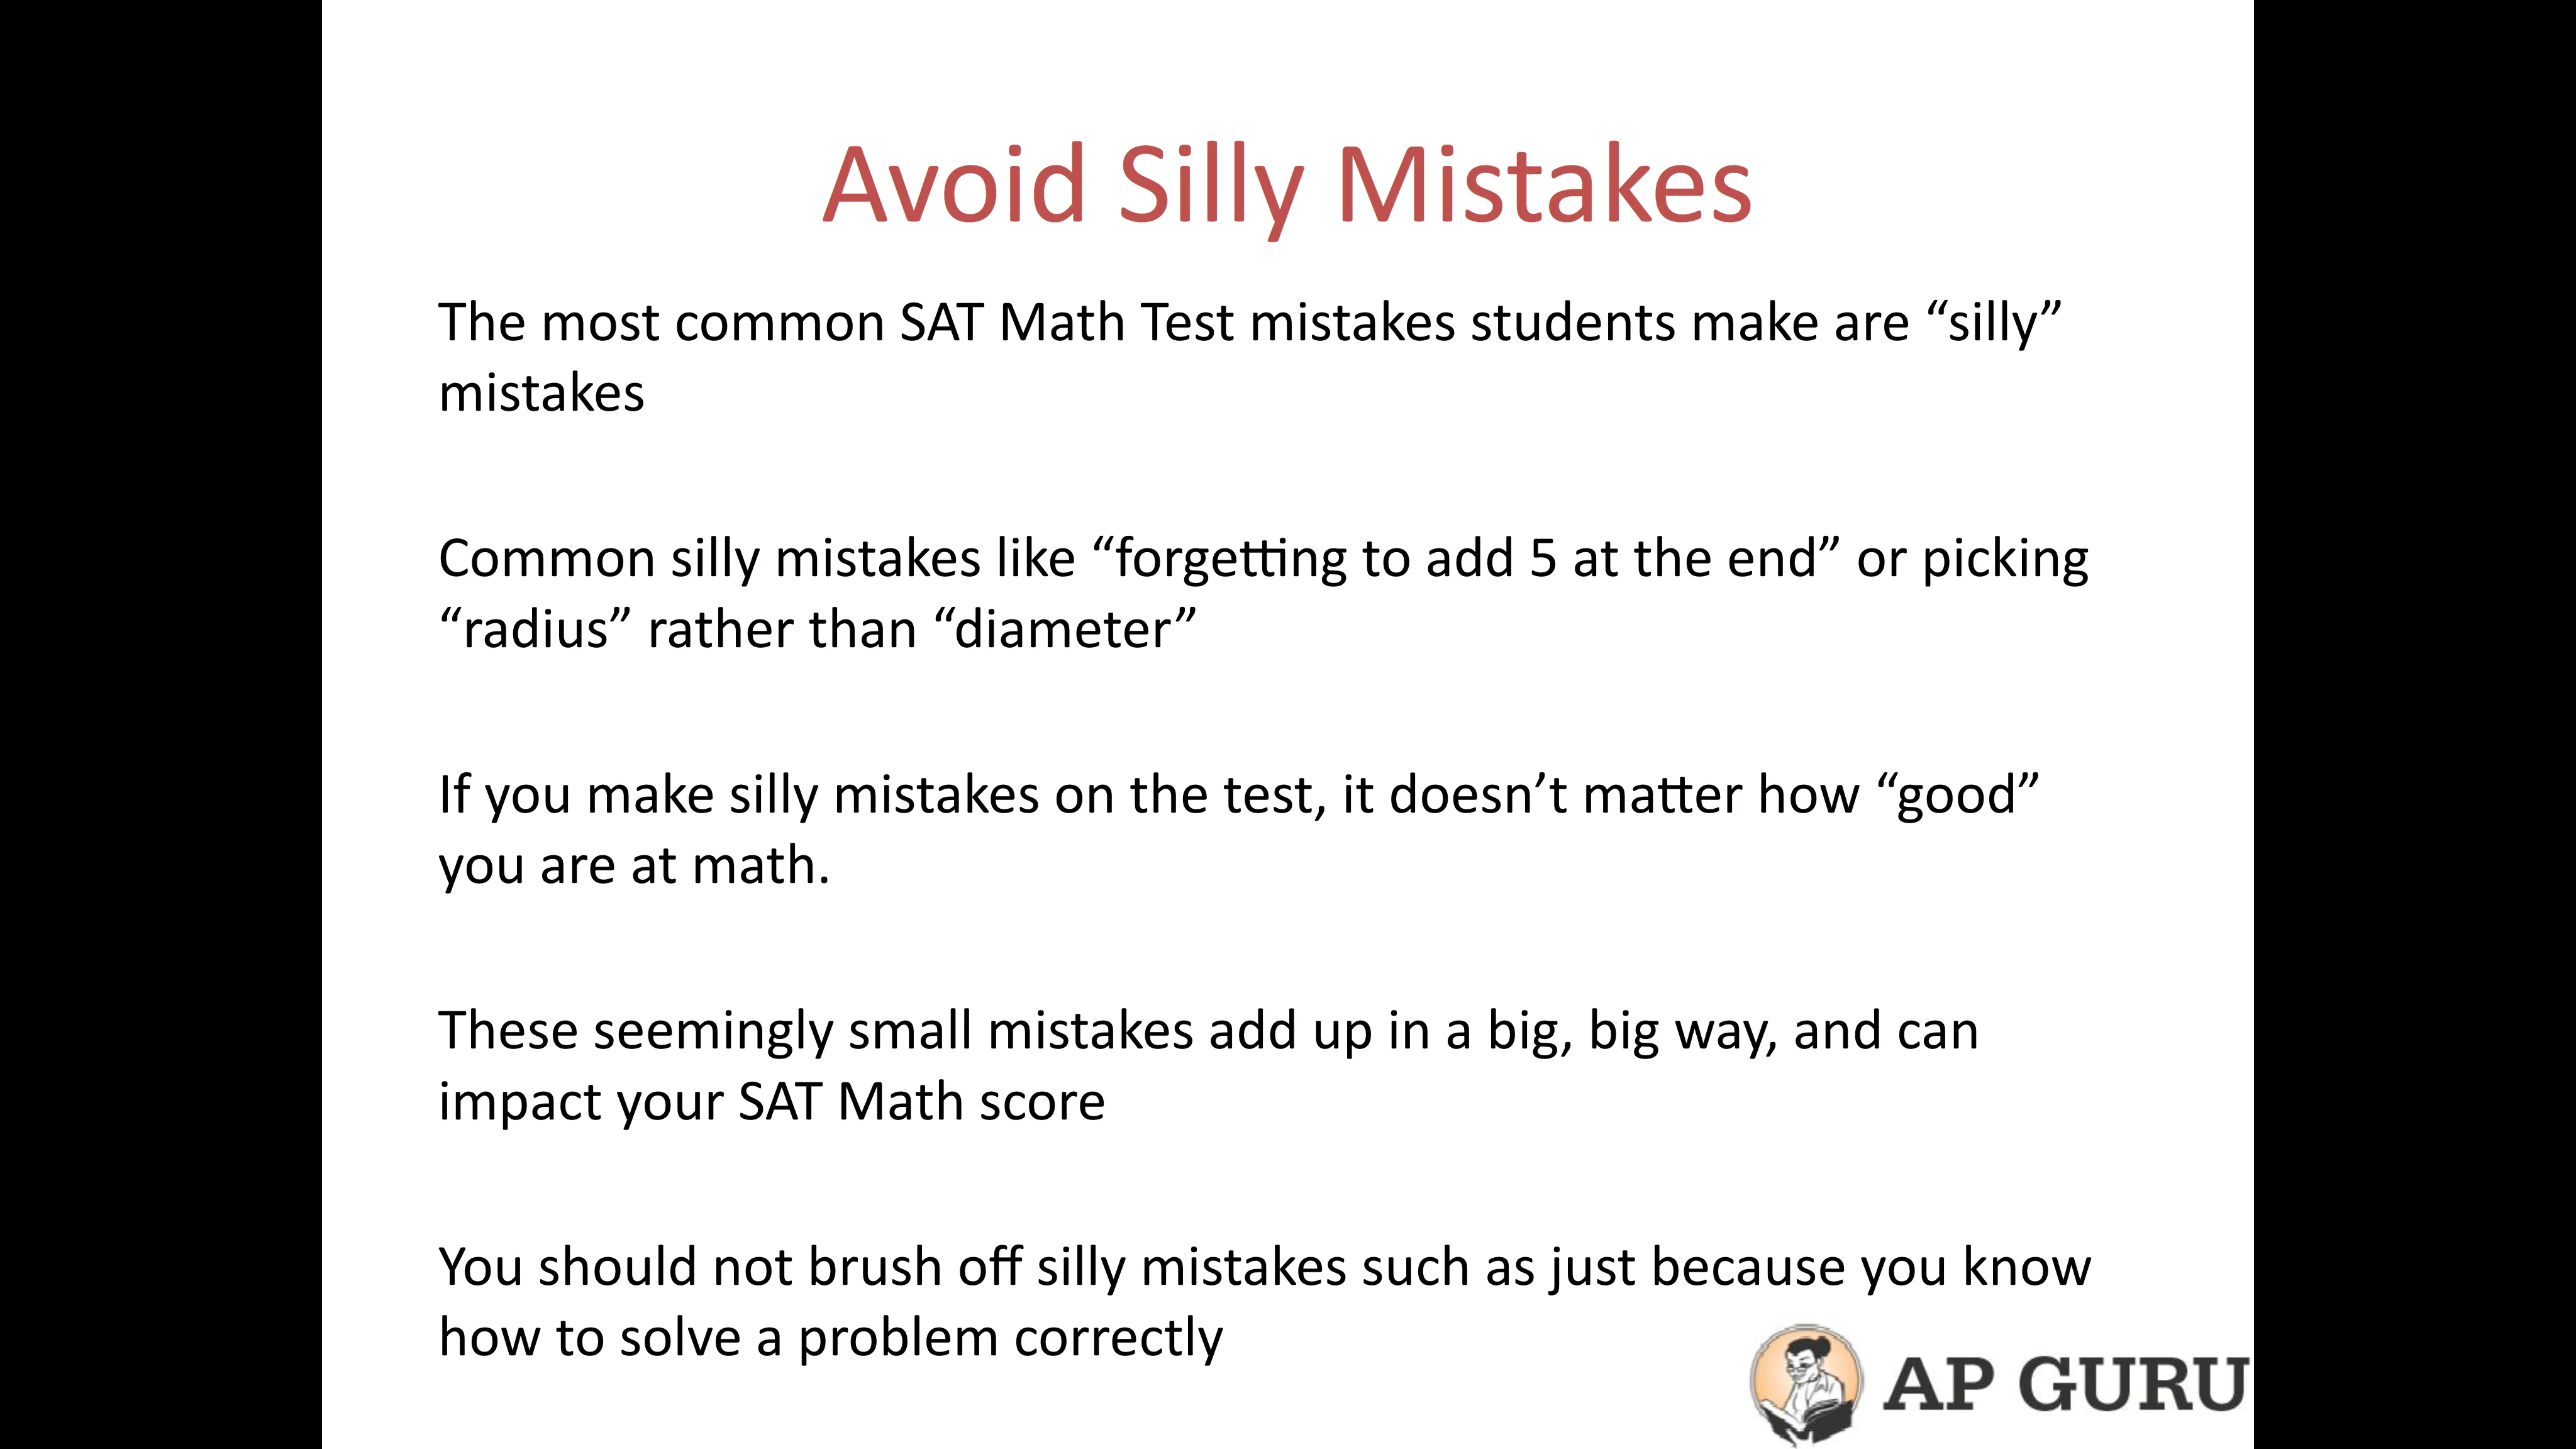 Avoid Silly Mistakes
The most common SAT Math Test mistakes students make are “silly”
mistakes
Common silly mistakes like “forgetting to add 5 at the end” or picking
“radius” rather than “diameter”
If you make silly mistakes on the test, it doesn’t matter how “good”
you are at math.
These seemingly small mistakes add up in a big, big way, and can
impact your SAT Math score
You should not brush off silly mistakes such as just because you know
how to solve a problem correctly
AP GURU